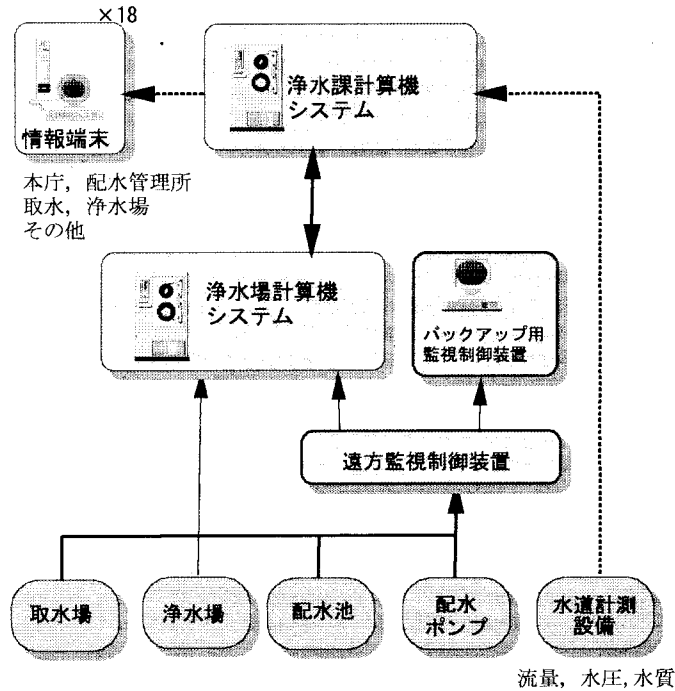 ×18
情報端末
本庁，配水管理所
取水，浄水場
その他
浄水課計算機
システム
浄水場計算機
システム
バックアップ用
監視制御装置
遠方監視制御装置
取水場
浄水場
配水池
配水
ポンプ
水道計測
設備
流量，水圧，水質